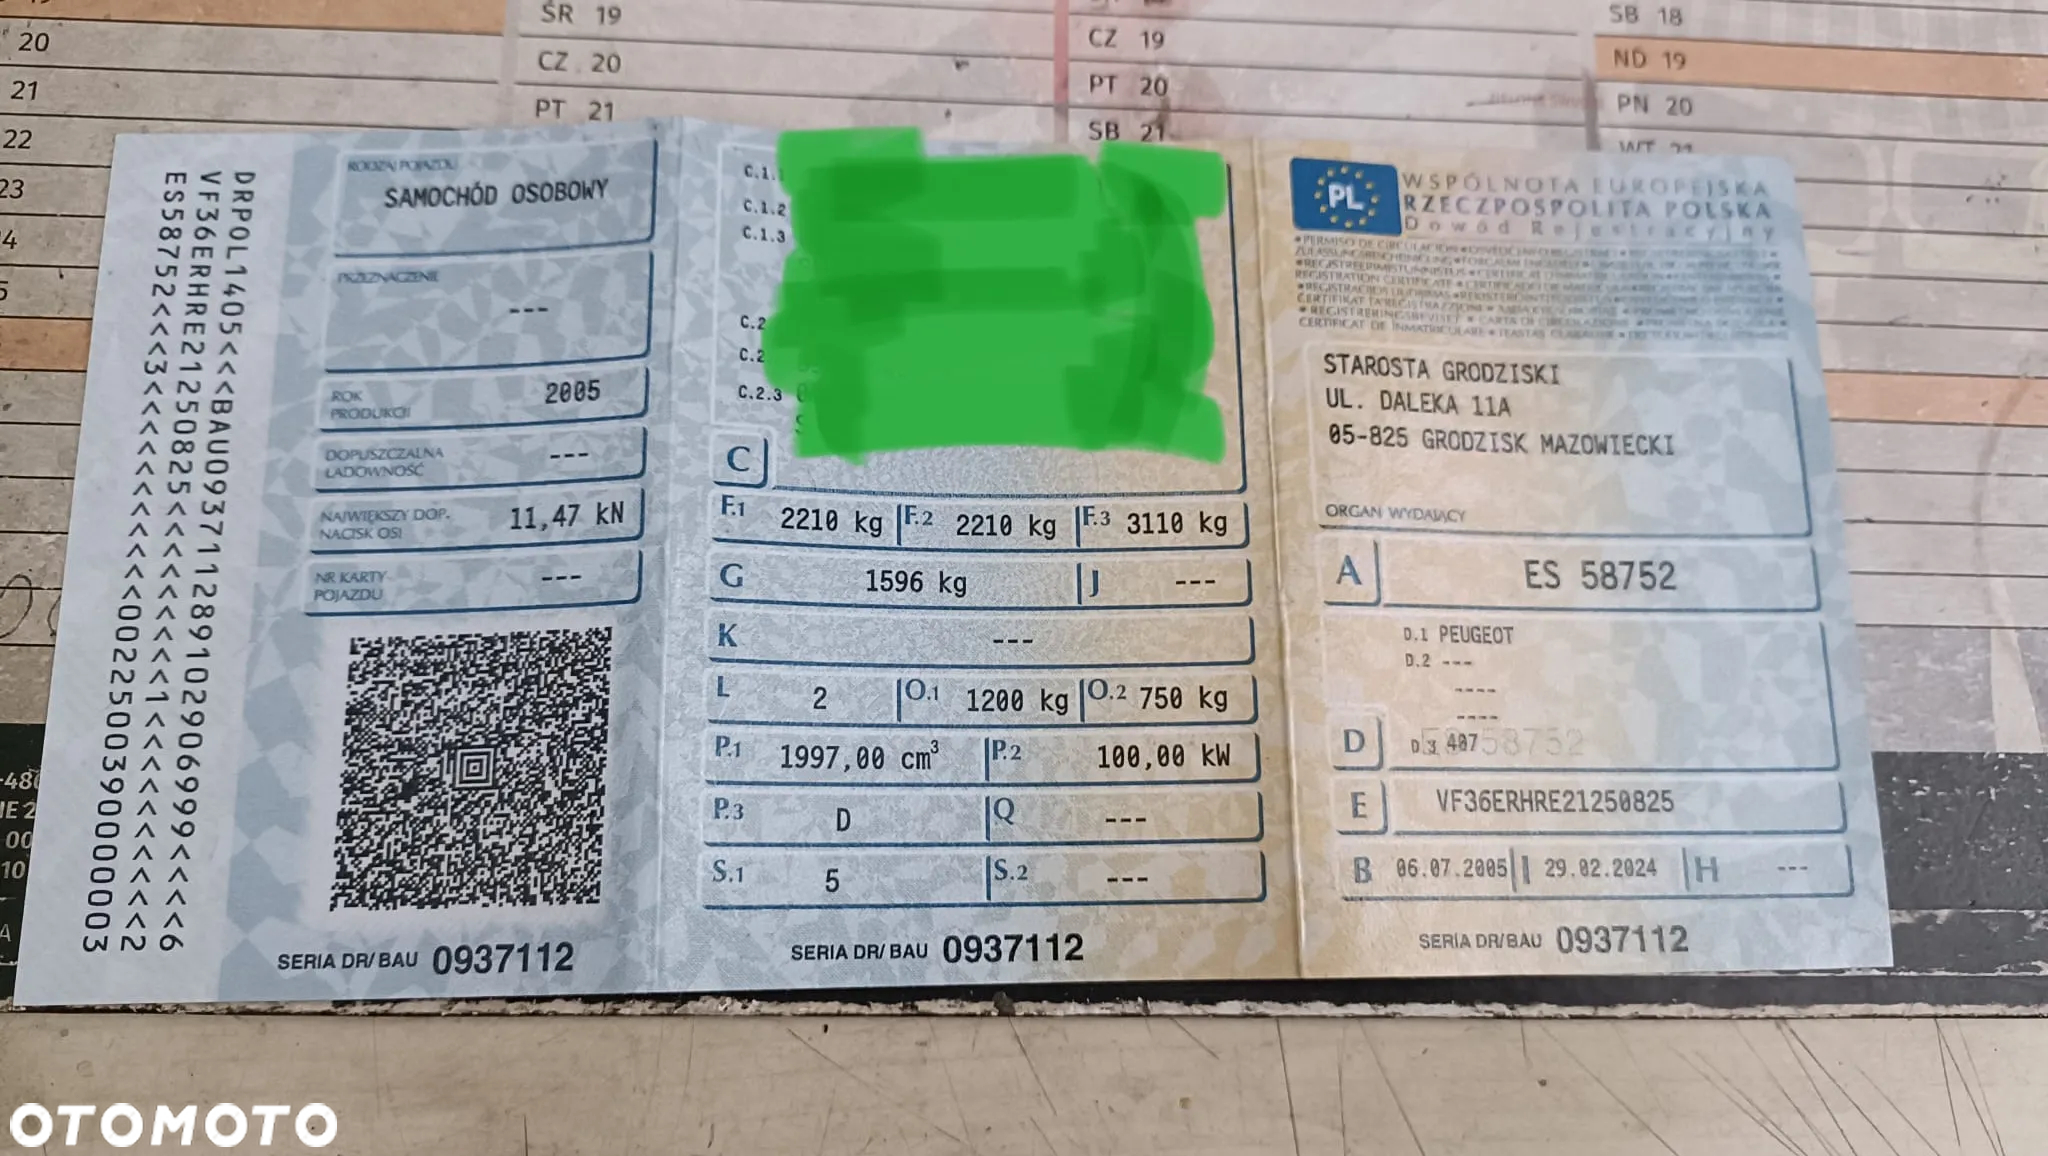 20
21
22
23
ŚR 19
CZ 20
PT 21
CZ 19
PT 20
SB 21
SB 18
ND 19
PN 20
WT 21
DRPOL1405<<<BAU0937112891029069999<<<<6
ES58752<<<3<<<<<<<<<<<002250039000000003
RODZAJ POJAZDU
SAMOCHÓD OSOBOWY
PRZEZNACZENIE
---
ROK PRODUKCJI
2005
DOPUSZCZALNA ŁADOWNOŚĆ
---
NAJWIĘKSZY DOP. NACISK OSI
11,47 kN
NR KARTY POJAZDU
---
SERIA DR/BAU 0937112
C.1.1
C.1.2
C.1.3
C.2.3
C
F.1 2210 kg F.2 2210 kg F.3 3110 kg
G 1596 kg J ---
K ---
L 2 O.1 1200 kg O.2 750 kg
P.1 1997,00 cm³ P.2 100,00 kW
P.3 D Q ---
S.1 5 S.2 ---
SERIA DR/BAU 0937112
PL
WSPÓLNOTA EUROPEJSKA
RZECZPOSPOLITA POLSKA
Dowód Rejestracyjny
STAROSTA GRODZISKI
UL. DALEKA 11A
05-825 GRODZISK MAZOWIECKI
ORGAN WYDAJĄCY
A ES 58752
D.1 PEUGEOT
D.2 ---
----
----
D D.3 407
E VF36ERHRE21250825
B 06.07.2005 I 29.02.2024 H ---
SERIA DR/BAU 0937112
OTOMOTO